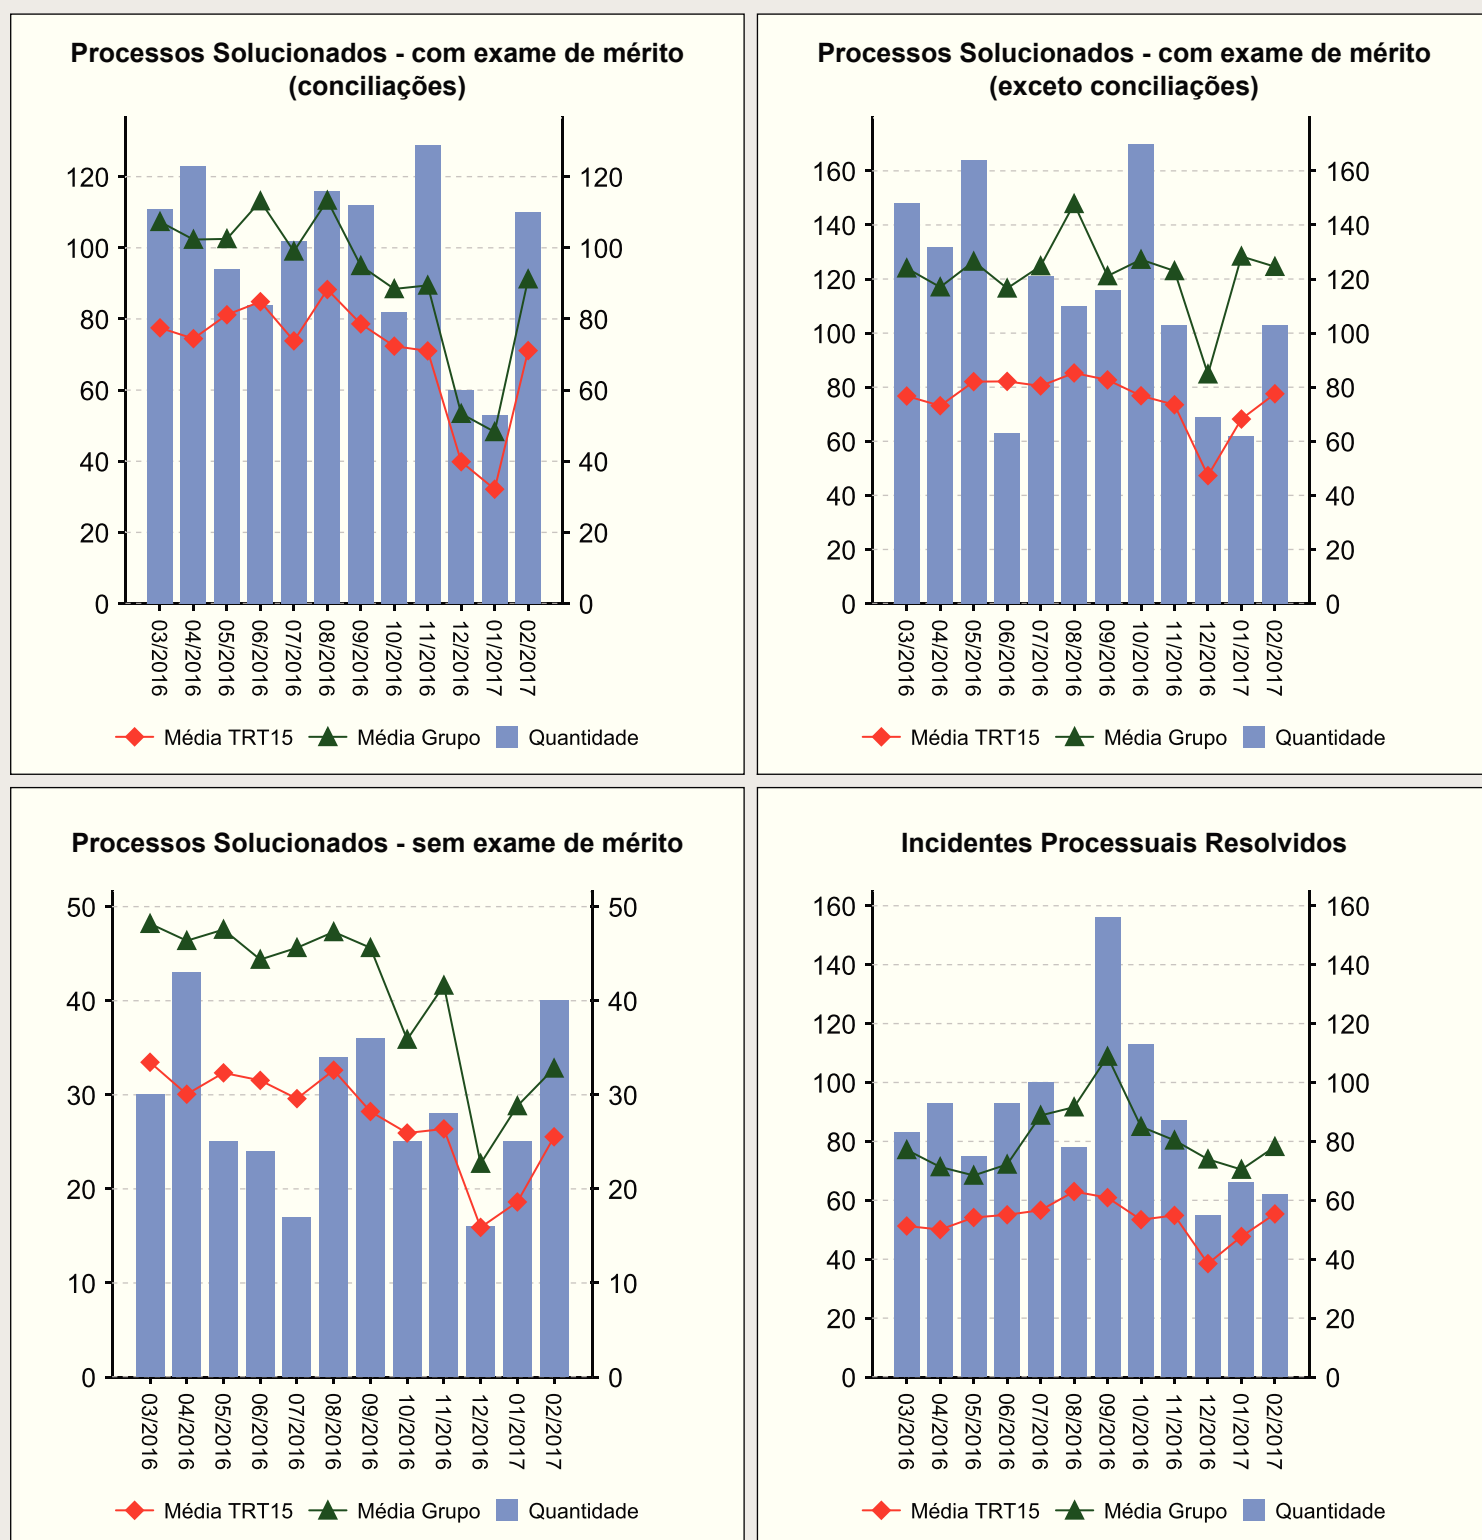 Processos Solucionados - com exame de mérito
(conciliações)
120 120
100 100
80 80
60 60
40 40
20 20
0 0
03/2016 04/2016 05/2016 06/2016 07/2016 08/2016 09/2016 10/2016 11/2016 12/2016 01/2017 02/2017
Média TRT15 Média Grupo Quantidade
Processos Solucionados - com exame de mérito
(exceto conciliações)
160 160
140 140
120 120
100 100
80 80
60 60
40 40
20 20
0 0
03/2016 04/2016 05/2016 06/2016 07/2016 08/2016 09/2016 10/2016 11/2016 12/2016 01/2017 02/2017
Média TRT15 Média Grupo Quantidade
Processos Solucionados - sem exame de mérito
50 50
40 40
30 30
20 20
10 10
0 0
03/2016 04/2016 05/2016 06/2016 07/2016 08/2016 09/2016 10/2016 11/2016 12/2016 01/2017 02/2017
Média TRT15 Média Grupo Quantidade
Incidentes Processuais Resolvidos
160 160
140 140
120 120
100 100
80 80
60 60
40 40
20 20
0 0
03/2016 04/2016 05/2016 06/2016 07/2016 08/2016 09/2016 10/2016 11/2016 12/2016 01/2017 02/2017
Média TRT15 Média Grupo Quantidade